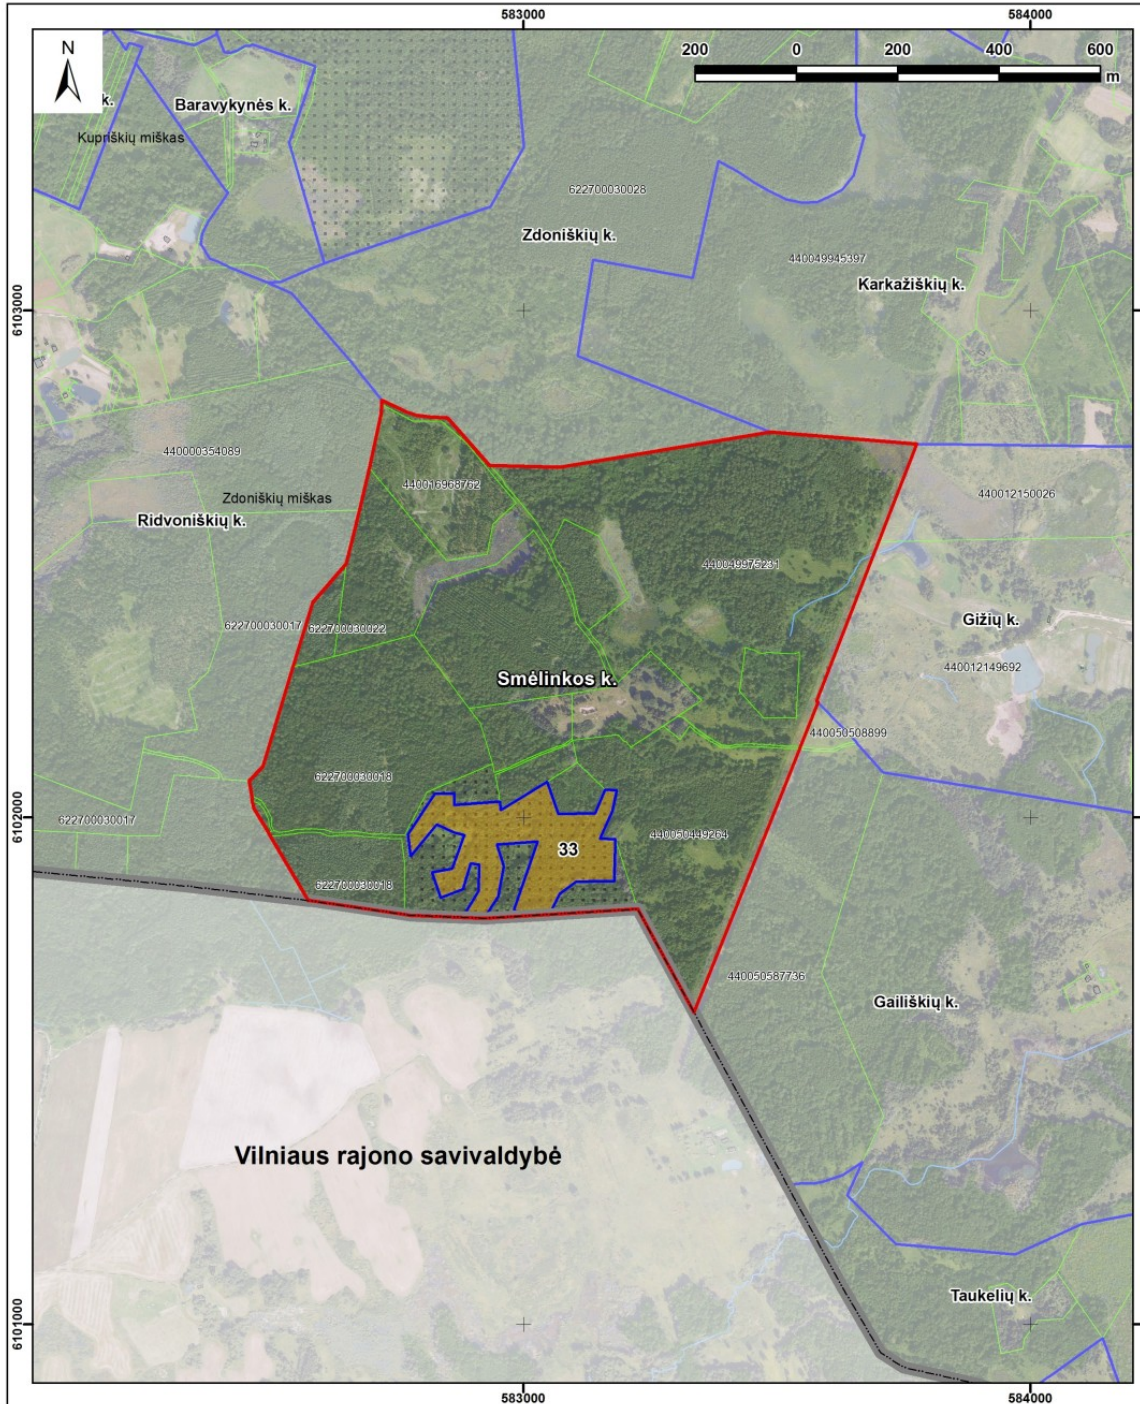 583000
584000
N
200
0
200
400
600
m
k.
Baravykynės k.
Kupriškių miškas
622700030028
Zdoniškių k.
440049945397
Karkažiškių k.
6103000
6103000
440000354089
440016968762
Zdoniškių miškas
440012150026
Ridvoniškių k.
440049975231
622700030017
622700030022
Gižių k.
440012149692
Smėlinkos k.
440050508899
622700030018
622700030017
440050449264
33
6102000
6102000
622700030018
440050587736
Gailiškių k.
Vilniaus rajono savivaldybė
Taukelių k.
6101000
583000
584000